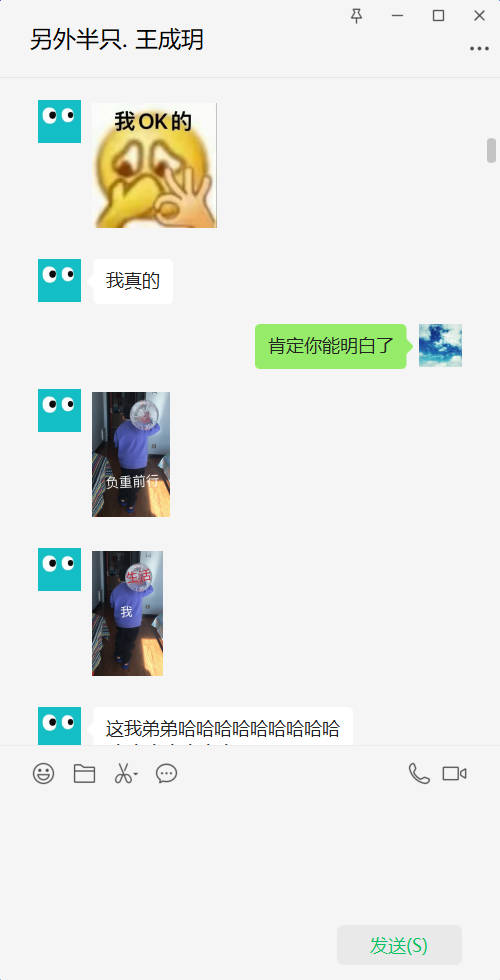 另外半只. 王成玥
我OK的
我真的
肯定你能明白了
负重前行
生活
我
这我弟弟哈哈哈哈哈哈哈哈哈
发送(S)